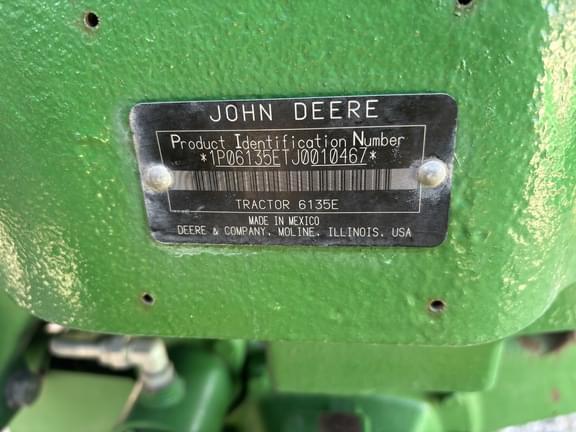 JOHN DEERE
Product Identification Number
*1P06135ETJ0010467*
TRACTOR 6135E
MADE IN MEXICO
DEERE & COMPANY, MOLINE, ILLINOIS, USA